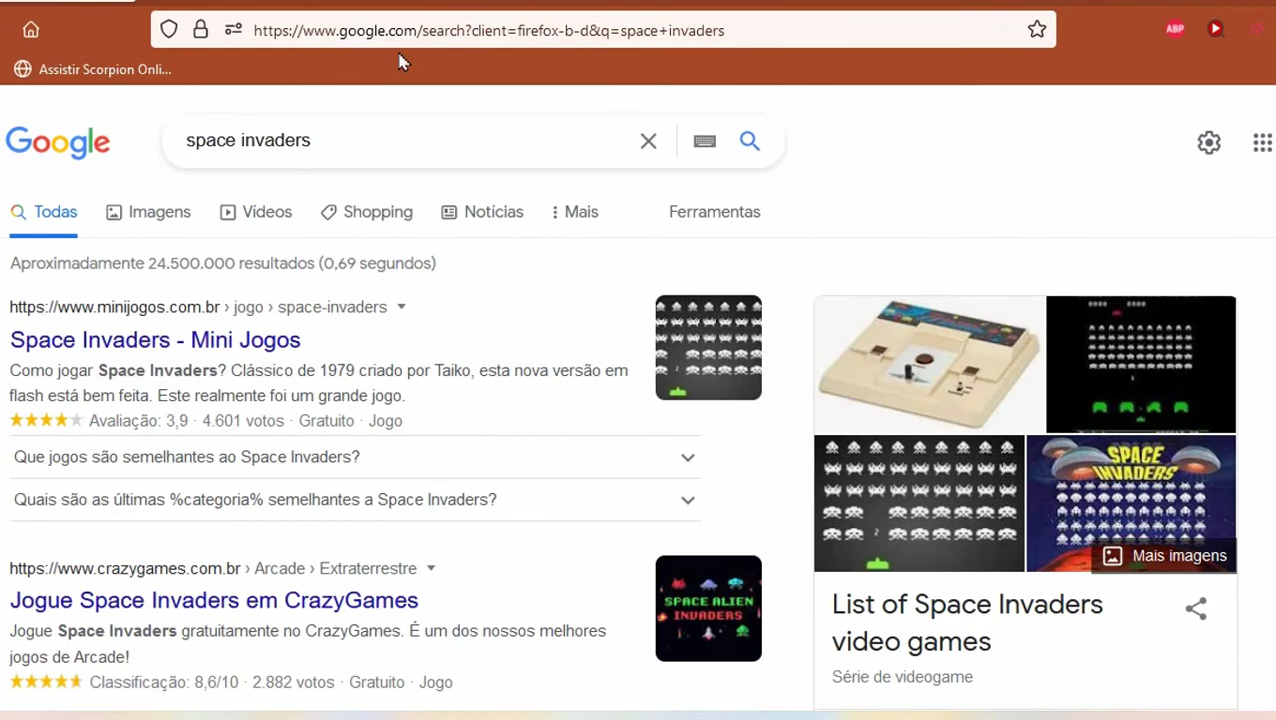 https://www.google.com/search?client=firefox-b-d&q=space+invaders
ABP
Assistir Scorpion Onli...
Google
space invaders
Todas
Imagens
Vídeos
Shopping
Notícias
Mais
Ferramentas
Aproximadamente 24.500.000 resultados (0,69 segundos)
https://www.minijogos.com.br › jogo › space-invaders
Space Invaders - Mini Jogos
Como jogar Space Invaders? Clássico de 1979 criado por Taiko, esta nova versão em
flash está bem feita. Este realmente foi um grande jogo.
Avaliação: 3,9 · 4.601 votos · Gratuito · Jogo
Que jogos são semelhantes ao Space Invaders?
Quais são as últimas %categoria% semelhantes a Space Invaders?
https://www.crazygames.com.br › Arcade › Extraterrestre
Jogue Space Invaders em CrazyGames
Jogue Space Invaders gratuitamente no CrazyGames. É um dos nossos melhores
jogos de Arcade!
Classificação: 8,6/10 · 2.882 votos · Gratuito · Jogo
SPACE ALIEN
INVADERS
SPACE
INVADERS
Mais imagens
List of Space Invaders
video games
Série de videogame